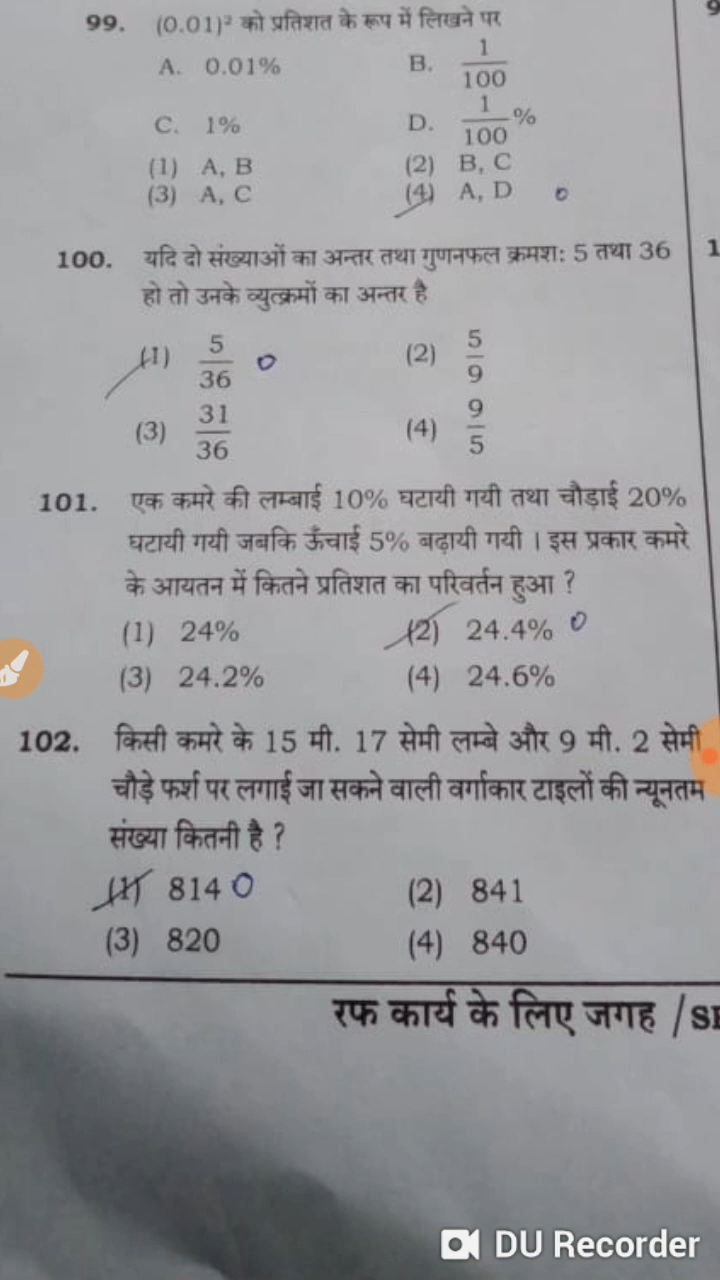 99. (0.01)² को प्रतिशत के रूप में लिखने पर
A. 0.01% B. 1/100
C. 1% D. 1/100 %
(1) A, B (2) B, C
(3) A, C (4) A, D
100. यदि दो संख्याओं का अन्तर तथा गुणनफल क्रमशः 5 तथा 36
हो तो उनके व्युत्क्रमों का अन्तर है
(1) 5/36 (2) 5/9
(3) 31/36 (4) 9/5
101. एक कमरे की लम्बाई 10% घटायी गयी तथा चौड़ाई 20%
घटायी गयी जबकि ऊँचाई 5% बढ़ायी गयी । इस प्रकार कमरे
के आयतन में कितने प्रतिशत का परिवर्तन हुआ ?
(1) 24% (2) 24.4%
(3) 24.2% (4) 24.6%
102. किसी कमरे के 15 मी. 17 सेमी लम्बे और 9 मी. 2 सेमी
चौड़े फर्श पर लगाई जा सकने वाली वर्गाकार टाइलों की न्यूनतम
संख्या कितनी है ?
(1) 814 (2) 841
(3) 820 (4) 840
रफ कार्य के लिए जगह /
DU Recorder